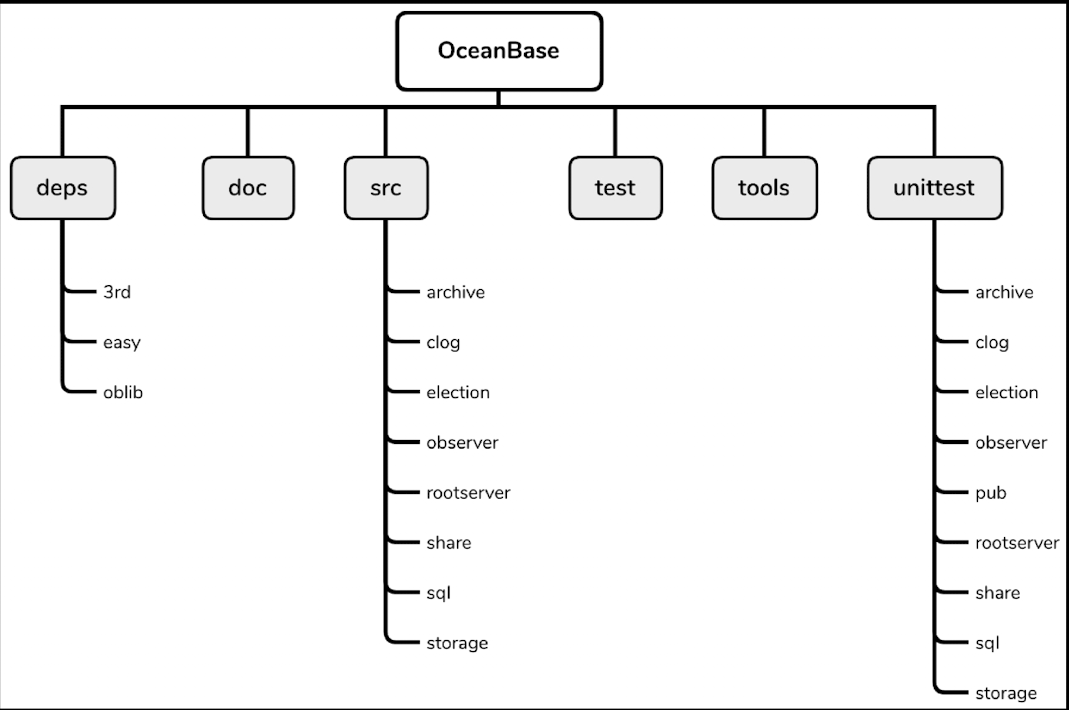 OceanBase
deps
doc
src
test
tools
unittest
3rd
easy
oblib
archive
clog
election
observer
rootserver
share
sql
storage
archive
clog
election
observer
pub
rootserver
share
sql
storage